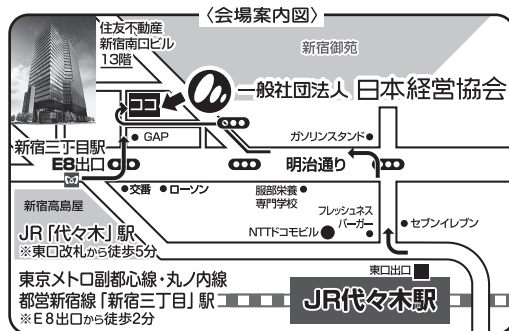 〈会場案内図〉
住友不動産
新宿南口ビル
13階
新宿御苑
ココ
一般社団法人 日本経営協会
GAP
ガソリンスタンド
新宿三丁目駅
E8出口
明治通り
交番
ローソン
服部栄養
専門学校
新宿高島屋
フレッシュネス
バーガー
セブンイレブン
NTTドコモビル
JR「代々木」駅
※東口改札から徒歩5分
東口出口
東京メトロ副都心線・丸ノ内線
都営新宿線「新宿三丁目」駅
※E8出口から徒歩2分
JR代々木駅